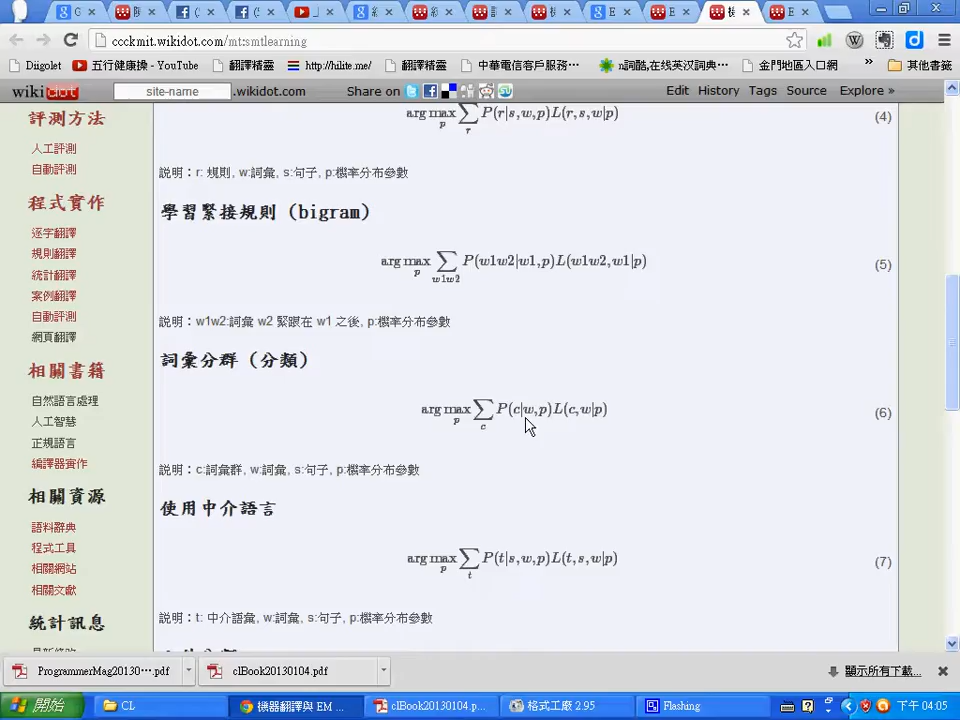 ccckmit.wikidot.com/mt:smtlearning
Diigolet
五行健康操 - YouTube
翻譯精靈
http://hilite.me/
翻譯精靈
中華電信客戶服務…
n詞酷,在线英汉詞典…
金門地區入口網
»
其他書籤
wikidot
site-name
.wikidot.com
Share on
Edit
History
Tags
Source
Explore »
評測方法
人工評測
自動評測
程式實作
逐字翻譯
規則翻譯
統計翻譯
案例翻譯
自動翻譯
網頁翻譯
相關書籍
自然語言處理
人工智慧
正規語言
編譯器實作
相關資源
語料辭典
程式工具
相關網站
相關文獻
統計訊息
最新修改
arg max_p ∑_r P(r|s,w,p)L(r,s,w|p) (4)
説明：r: 規則, w:詞彙, s:句子, p:機率分布參數
學習緊接規則（bigram）
arg max_p ∑_w1w2 P(w1w2|w1,p)L(w1w2,w1|p) (5)
説明：w1w2:詞彙 w2 緊跟在 w1 之後, p:機率分布參數
詞彙分群（分類）
arg max_p ∑_c P(c|w,p)L(c,w|p) (6)
説明：c:詞彙群, w:詞彙, s:句子, p:機率分布參數
使用中介語言
arg max_p ∑_t P(t|s,w,p)L(t,s,w|p) (7)
説明：t: 中介語彙, w:詞彙, s:句子, p:機率分布參數
ProgrammerMag20130….pdf
clBook20130104.pdf
顯示所有下載...
開始
CL
機器翻譯與 EM ...
clBook20130104.p...
格式工廠 2.95
Flashing
下午 04:05